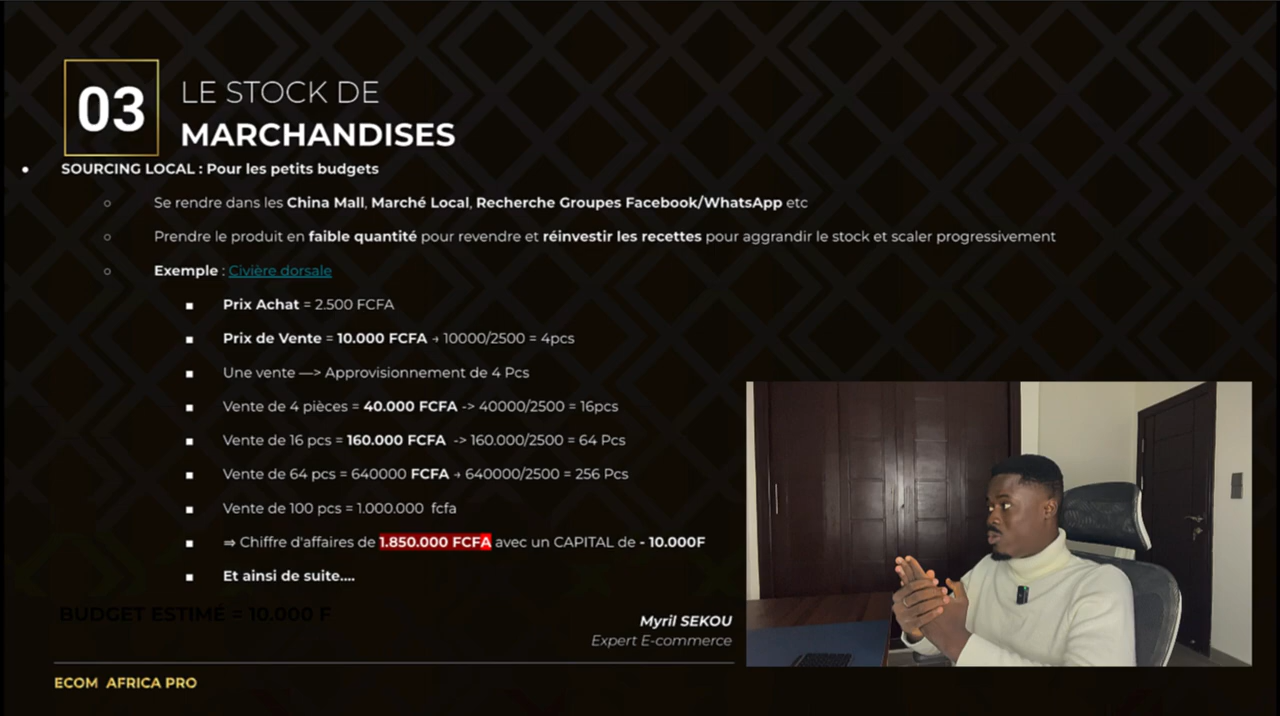 03
LE STOCK DE
MARCHANDISES
• SOURCING LOCAL : Pour les petits budgets
○ Se rendre dans les China Mall, Marché Local, Recherche Groupes Facebook/WhatsApp etc
○ Prendre le produit en faible quantité pour revendre et réinvestir les recettes pour aggrandir le stock et scaler progressivement
○ Exemple : Civière dorsale
■ Prix Achat = 2.500 FCFA
■ Prix de Vente = 10.000 FCFA → 10000/2500 = 4pcs
■ Une vente —> Approvisionnement de 4 Pcs
■ Vente de 4 pièces = 40.000 FCFA -> 40000/2500 = 16pcs
■ Vente de 16 pcs = 160.000 FCFA -> 160.000/2500 = 64 Pcs
■ Vente de 64 pcs = 640000 FCFA → 640000/2500 = 256 Pcs
■ Vente de 100 pcs = 1.000.000 fcfa
■ ⇒ Chiffre d'affaires de 1.850.000 FCFA avec un CAPITAL de - 10.000F
■ Et ainsi de suite....
BUDGET ESTIMÉ = 10.000 F
Myril SEKOU
Expert E-commerce
ECOM AFRICA PRO